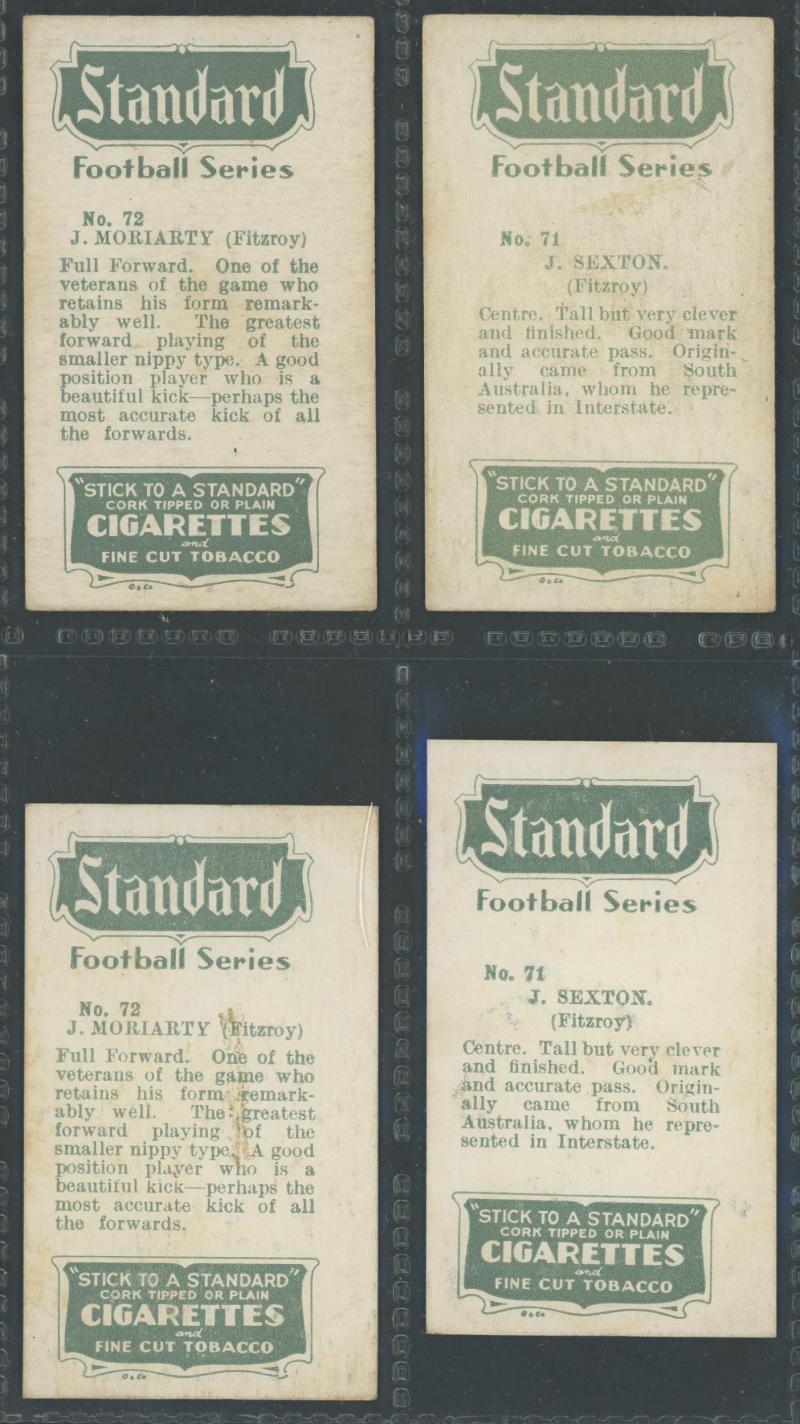 Standard
Football Series
No. 72
J. MORIARTY (Fitzroy)
Full Forward. One of the
veterans of the game who
retains his form remark-
ably well. The greatest
forward playing of the
smaller nippy type. A good
position player who is a
beautiful kick—perhaps the
most accurate kick of all
the forwards.
"STICK TO A STANDARD"
CORK TIPPED OR PLAIN
CIGARETTES
and
FINE CUT TOBACCO
O & Co
Standard
Football Series
No. 71
J. SEXTON.
(Fitzroy)
Centre. Tall but very clever
and finished. Good mark
and accurate pass. Origin-
ally came from South
Australia, whom he repre-
sented in Interstate.
"STICK TO A STANDARD"
CORK TIPPED OR PLAIN
CIGARETTES
and
FINE CUT TOBACCO
O & Co
Standard
Football Series
No. 72
J. MORIARTY (Fitzroy)
Full Forward. One of the
veterans of the game who
retains his form remark-
ably well. The greatest
forward playing of the
smaller nippy type. A good
position player who is a
beautiful kick—perhaps the
most accurate kick of all
the forwards.
"STICK TO A STANDARD"
CORK TIPPED OR PLAIN
CIGARETTES
and
FINE CUT TOBACCO
O & Co
Standard
Football Series
No. 71
J. SEXTON.
(Fitzroy)
Centre. Tall but very clever
and finished. Good mark
and accurate pass. Origin-
ally came from South
Australia, whom he repre-
sented in Interstate.
"STICK TO A STANDARD"
CORK TIPPED OR PLAIN
CIGARETTES
and
FINE CUT TOBACCO
O & Co